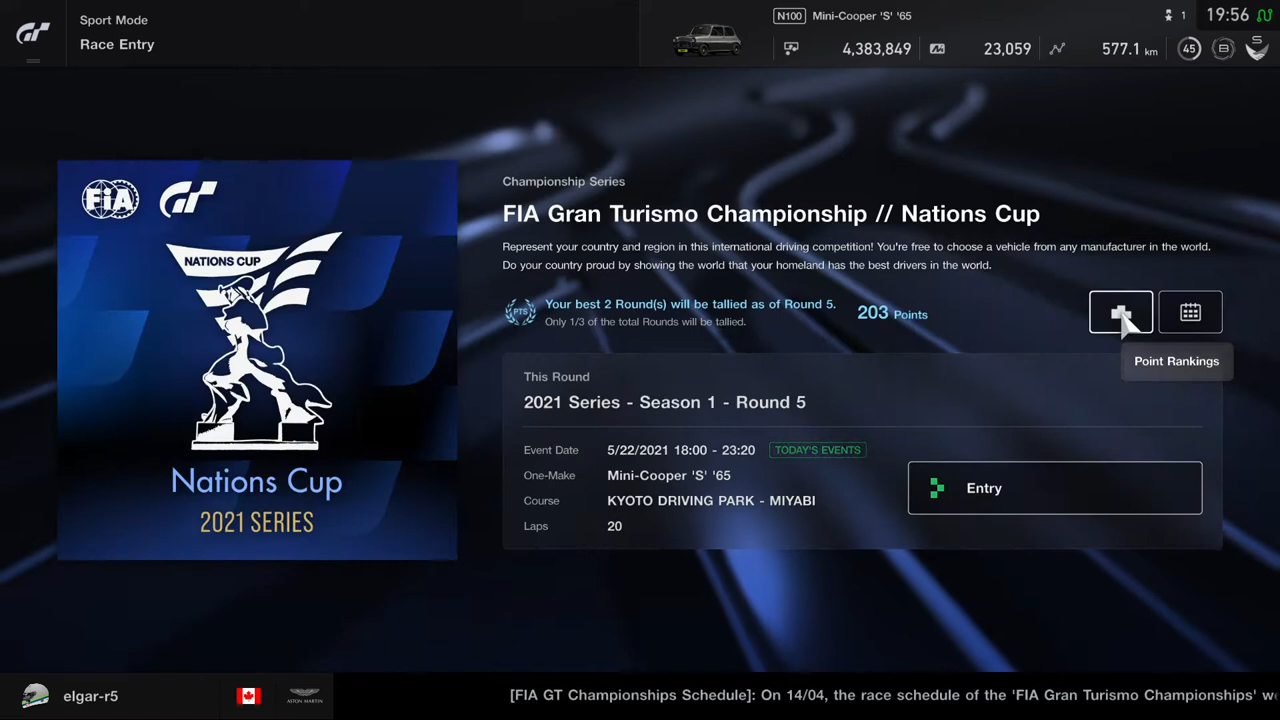 Sport Mode
Race Entry
N100 Mini-Cooper 'S' '65
1 19:56
4,383,849 23,059 577.1 km 45 B S
FiA GT
NATIONS CUP
Nations Cup
2021 SERIES
Championship Series
FIA Gran Turismo Championship // Nations Cup
Represent your country and region in this international driving competition! You're free to choose a vehicle from any manufacturer in the world.
Do your country proud by showing the world that your homeland has the best drivers in the world.
PTS
Your best 2 Round(s) will be tallied as of Round 5.
Only 1/3 of the total Rounds will be tallied.
203 Points
Point Rankings
This Round
2021 Series - Season 1 - Round 5
Event Date 5/22/2021 18:00 - 23:20 TODAY'S EVENTS
One-Make Mini-Cooper 'S' '65
Course KYOTO DRIVING PARK - MIYABI
Laps 20
Entry
elgar-r5
ASTON MARTIN
[FIA GT Championships Schedule]: On 14/04, the race schedule of the 'FIA Gran Turismo Championships' w